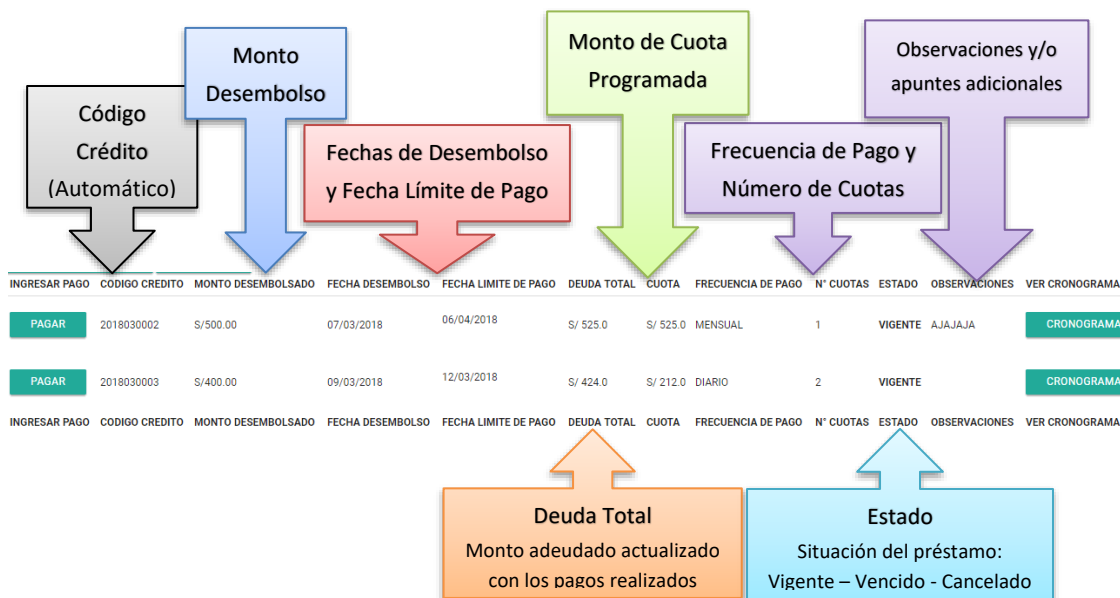 Monto
Desembolso
Monto de Cuota
Programada
Observaciones y/o
apuntes adicionales
Código
Crédito
(Automático)
Fechas de Desembolso
y Fecha Límite de Pago
Frecuencia de Pago y
Número de Cuotas
INGRESAR PAGO CODIGO CREDITO MONTO DESEMBOLSADO FECHA DESEMBOLSO FECHA LIMITE DE PAGO DEUDA TOTAL CUOTA FRECUENCIA DE PAGO N° CUOTAS ESTADO OBSERVACIONES VER CRONOGRAMA
PAGAR 2018030002 S/500.00 07/03/2018 06/04/2018 S/ 525.0 S/ 525.0 MENSUAL 1 VIGENTE AJAJAJA CRONOGRAMA
PAGAR 2018030003 S/400.00 09/03/2018 12/03/2018 S/ 424.0 S/ 212.0 DIARIO 2 VIGENTE CRONOGRAMA
INGRESAR PAGO CODIGO CREDITO MONTO DESEMBOLSADO FECHA DESEMBOLSO FECHA LIMITE DE PAGO DEUDA TOTAL CUOTA FRECUENCIA DE PAGO N° CUOTAS ESTADO OBSERVACIONES VER CRONOGRAMA
Deuda Total
Monto adeudado actualizado
con los pagos realizados
Estado
Situación del préstamo:
Vigente – Vencido - Cancelado